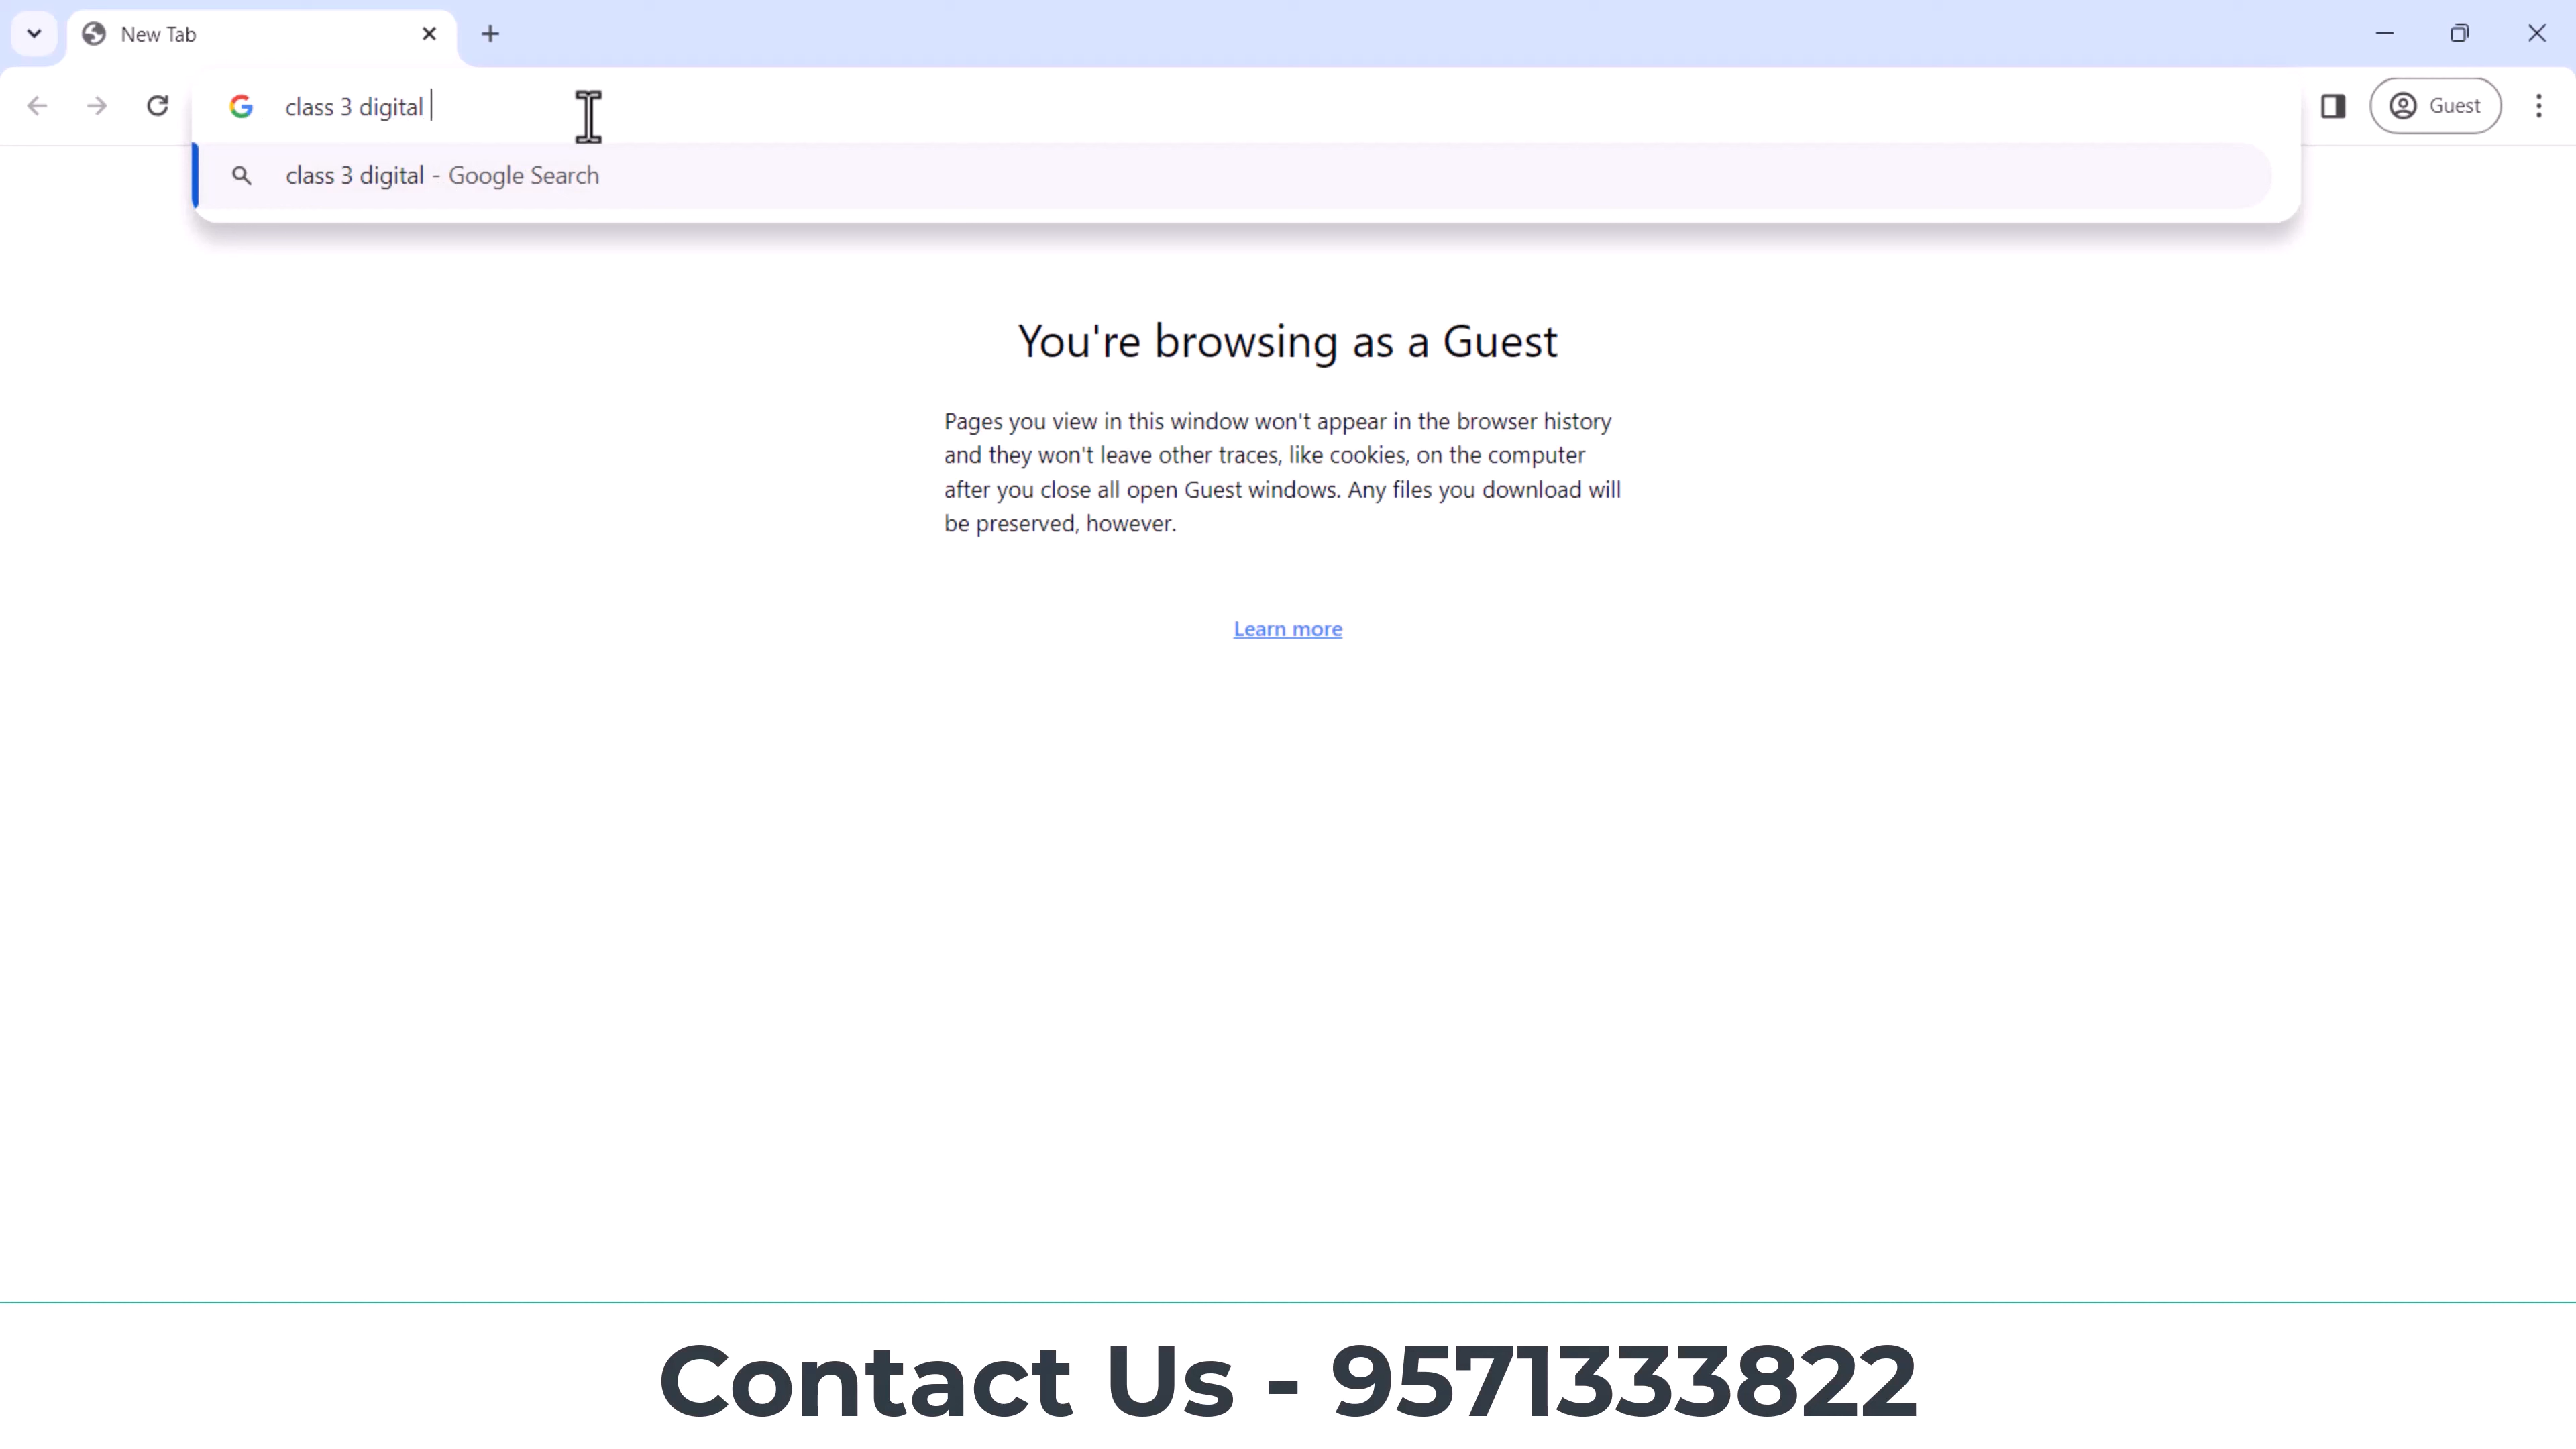 New Tab
class 3 digital
Guest
class 3 digital - Google Search
You're browsing as a Guest
Pages you view in this window won't appear in the browser history
and they won't leave other traces, like cookies, on the computer
after you close all open Guest windows. Any files you download will
be preserved, however.
Learn more
Contact Us - 9571333822